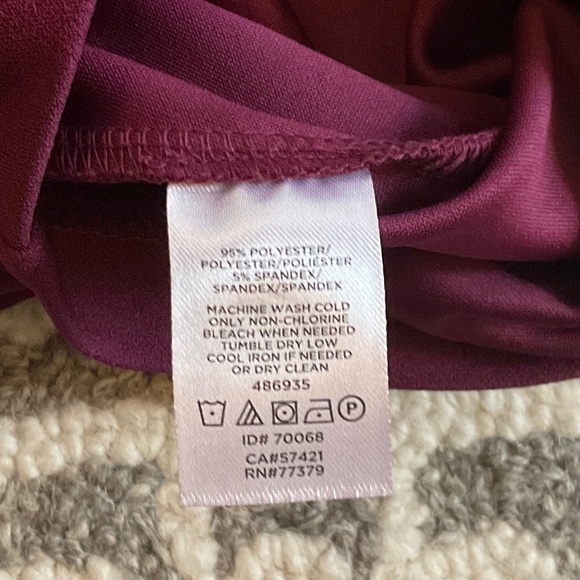 95% POLYESTER/
POLYESTER/POLIÉSTER
5% SPANDEX/
SPANDEX/SPANDEX
MACHINE WASH COLD
ONLY NON-CHLORINE
BLEACH WHEN NEEDED
TUMBLE DRY LOW
COOL IRON IF NEEDED
OR DRY CLEAN
486935
P
ID# 70068
CA#57421
RN#77379